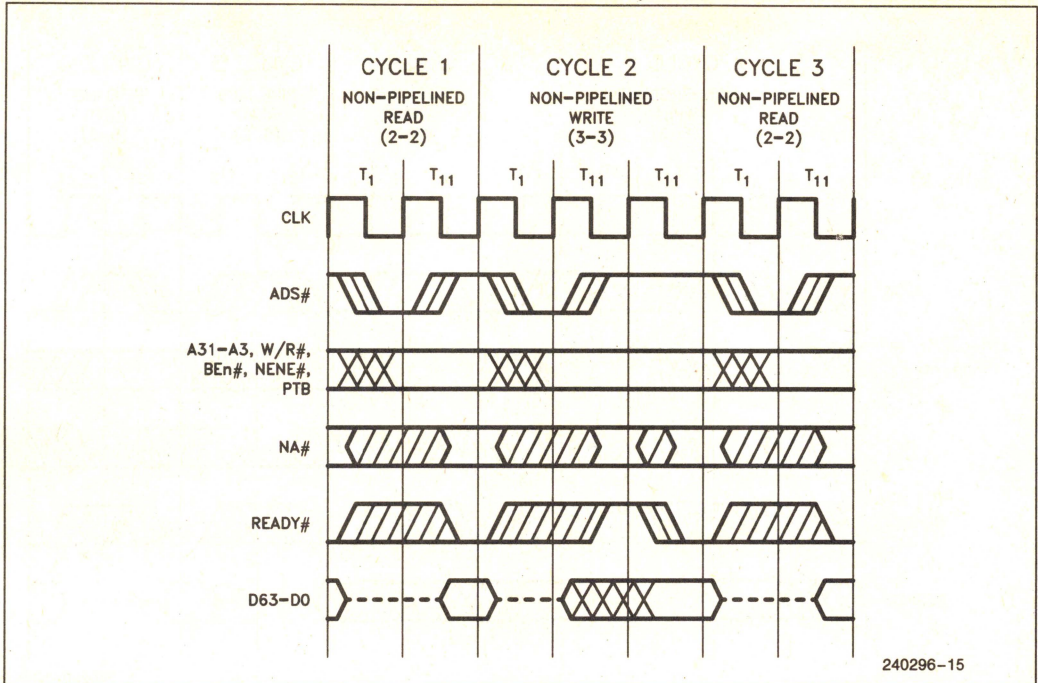 CYCLE 1
NON-PIPELINED
READ
(2-2)
CYCLE 2
NON-PIPELINED
WRITE
(3-3)
CYCLE 3
NON-PIPELINED
READ
(2-2)
T1 T11 T1 T11 T11 T1 T11
CLK
ADS#
A31-A3, W/R#,
BEn#, NENE#,
PTB
NA#
READY#
D63-D0
240296-15